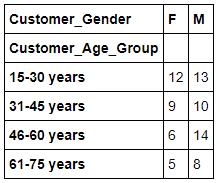 Customer_Gender F M
Customer_Age_Group
15-30 years 12 13
31-45 years 9 10
46-60 years 6 14
61-75 years 5 8